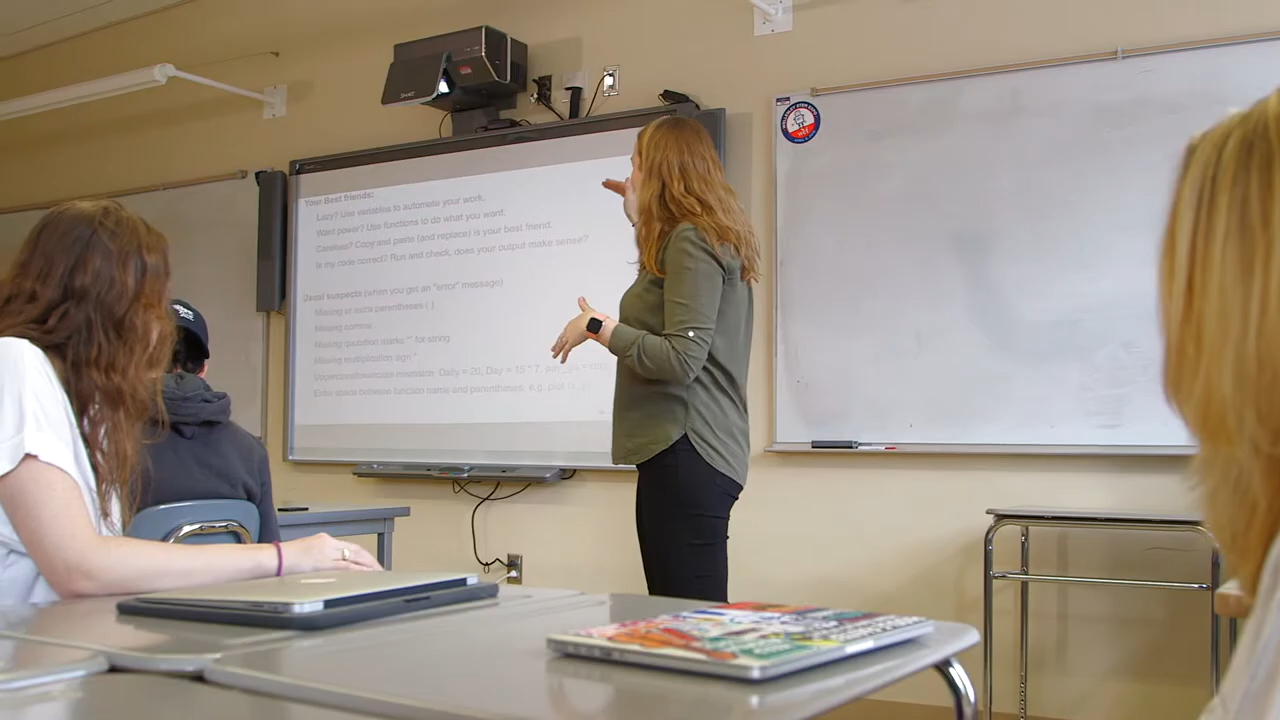 Your Best friends:
Lazy? Use variables to automate your work.
Want power? Use functions to do what you want.
Careless? Copy and paste (and replace) is your best friend.
Is my code correct? Run and check, does your output make sense?
Usual suspects (when you get an "error" message)
Missing or extra parentheses ( )
Missing comma ,
Missing quotation marks "" for string
Missing multiplication sign *
Upper/lowercase mismatch: Daily = 20, Day = 15 * 7,
Enter space between function name and parentheses: e.g. plot